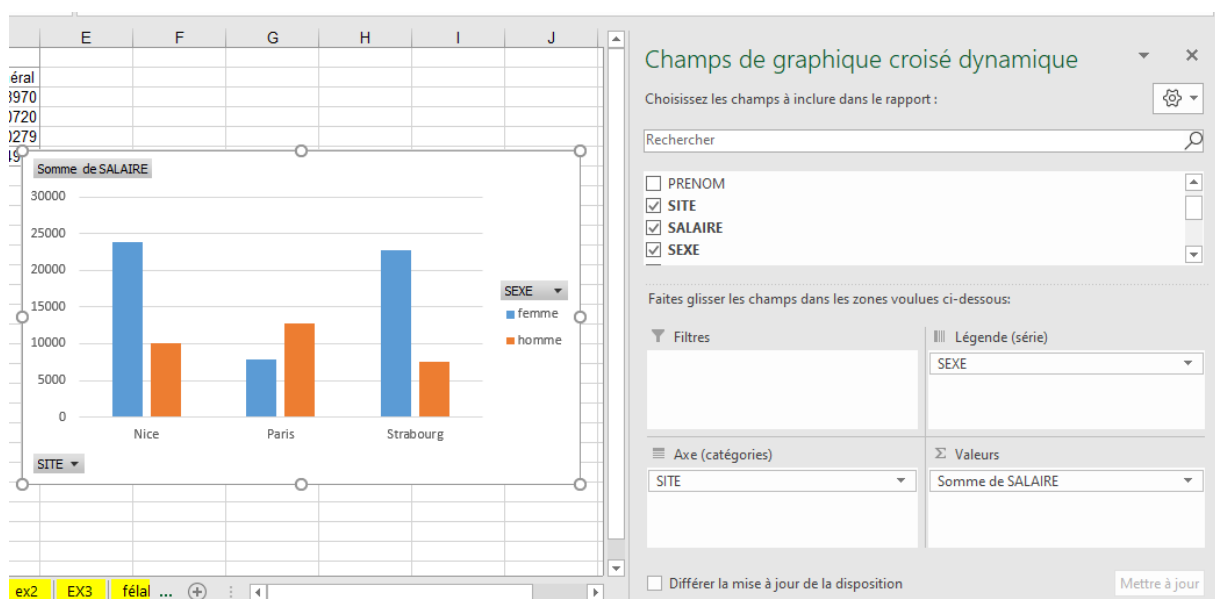 E F G H I J
éral
8970
0720
0279
Somme de SALAIRE
30000
25000
20000
15000
10000
5000
0
Nice Paris Strabourg
SEXE
femme
homme
SITE
ex2 EX3 félal ...
Champs de graphique croisé dynamique
Choisissez les champs à inclure dans le rapport :
Rechercher
PRENOM
SITE
SALAIRE
SEXE
Faites glisser les champs dans les zones voulues ci-dessous:
Filtres
Légende (série)
SEXE
Axe (catégories)
SITE
Σ Valeurs
Somme de SALAIRE
Différer la mise à jour de la disposition
Mettre à jour